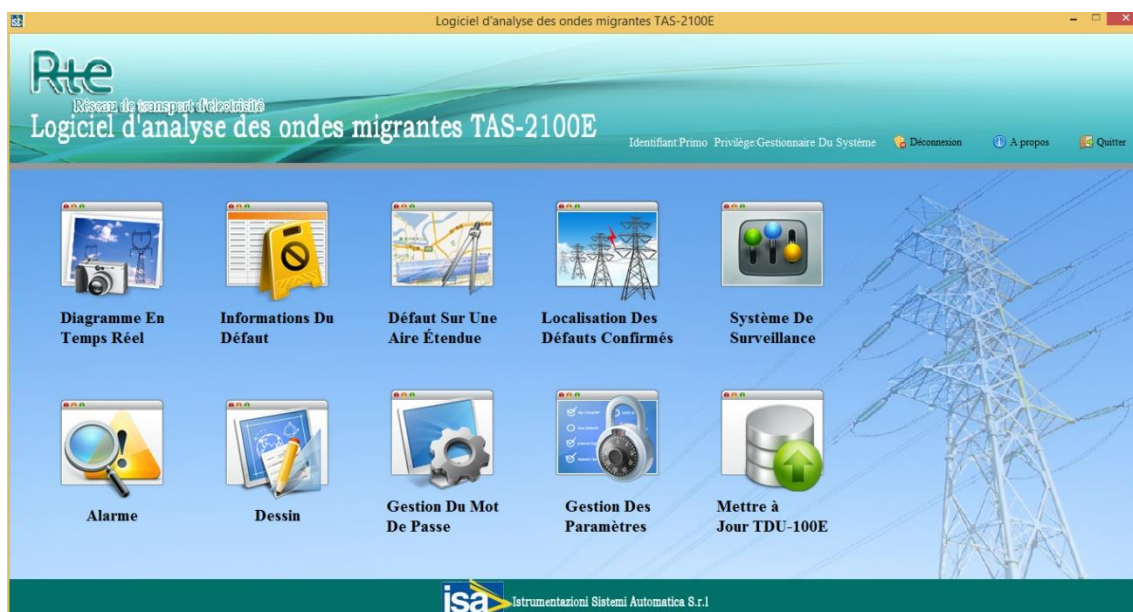 Logiciel d'analyse des ondes migrantes TAS-2100E
Rte
Réseau de transport d'électricité
Logiciel d'analyse des ondes migrantes TAS-2100E
Identifiant:Primo Privilège:Gestionnaire Du Système
Déconnexion
A propos
Quitter
Diagramme En
Temps Réel
Informations Du
Défaut
Défaut Sur Une
Aire Étendue
Localisation Des
Défauts Confirmés
Système De
Surveillance
Alarme
Dessin
Gestion Du Mot
De Passe
Gestion Des
Paramètres
Mettre à
Jour TDU-100E
isa
Istrumentazioni Sistemi Automatica S.r.l